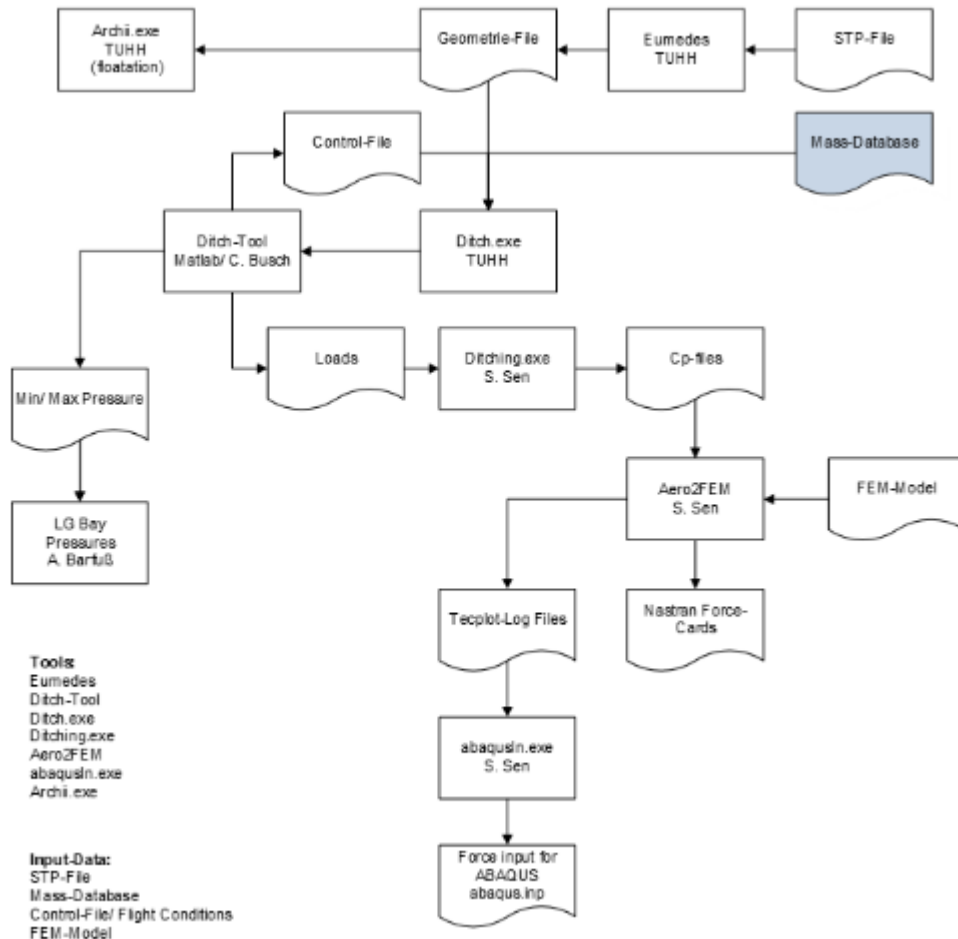 Archii.exe
TUHH
(floatation)
Geometrie-File
Eumedes
TUHH
STP-File
Control-File
Mass-Database
Ditch-Tool
Matlab/ C. Busch
Ditch.exe
TUHH
Loads
Ditching.exe
S. Sen
Cp-files
Min/ Max Pressure
Aero2FEM
S. Sen
FEM-Model
LG Bay
Pressures
A. Barfuß
Tecplot-Log Files
Nastran Force-
Cards
abaqusIn.exe
S. Sen
Force input for
ABAQUS
abaqus.inp
Tools:
Eumedes
Ditch-Tool
Ditch.exe
Ditching.exe
Aero2FEM
abaqusIn.exe
Archii.exe
Input-Data:
STP-File
Mass-Database
Control-File/ Flight Conditions
FEM-Model